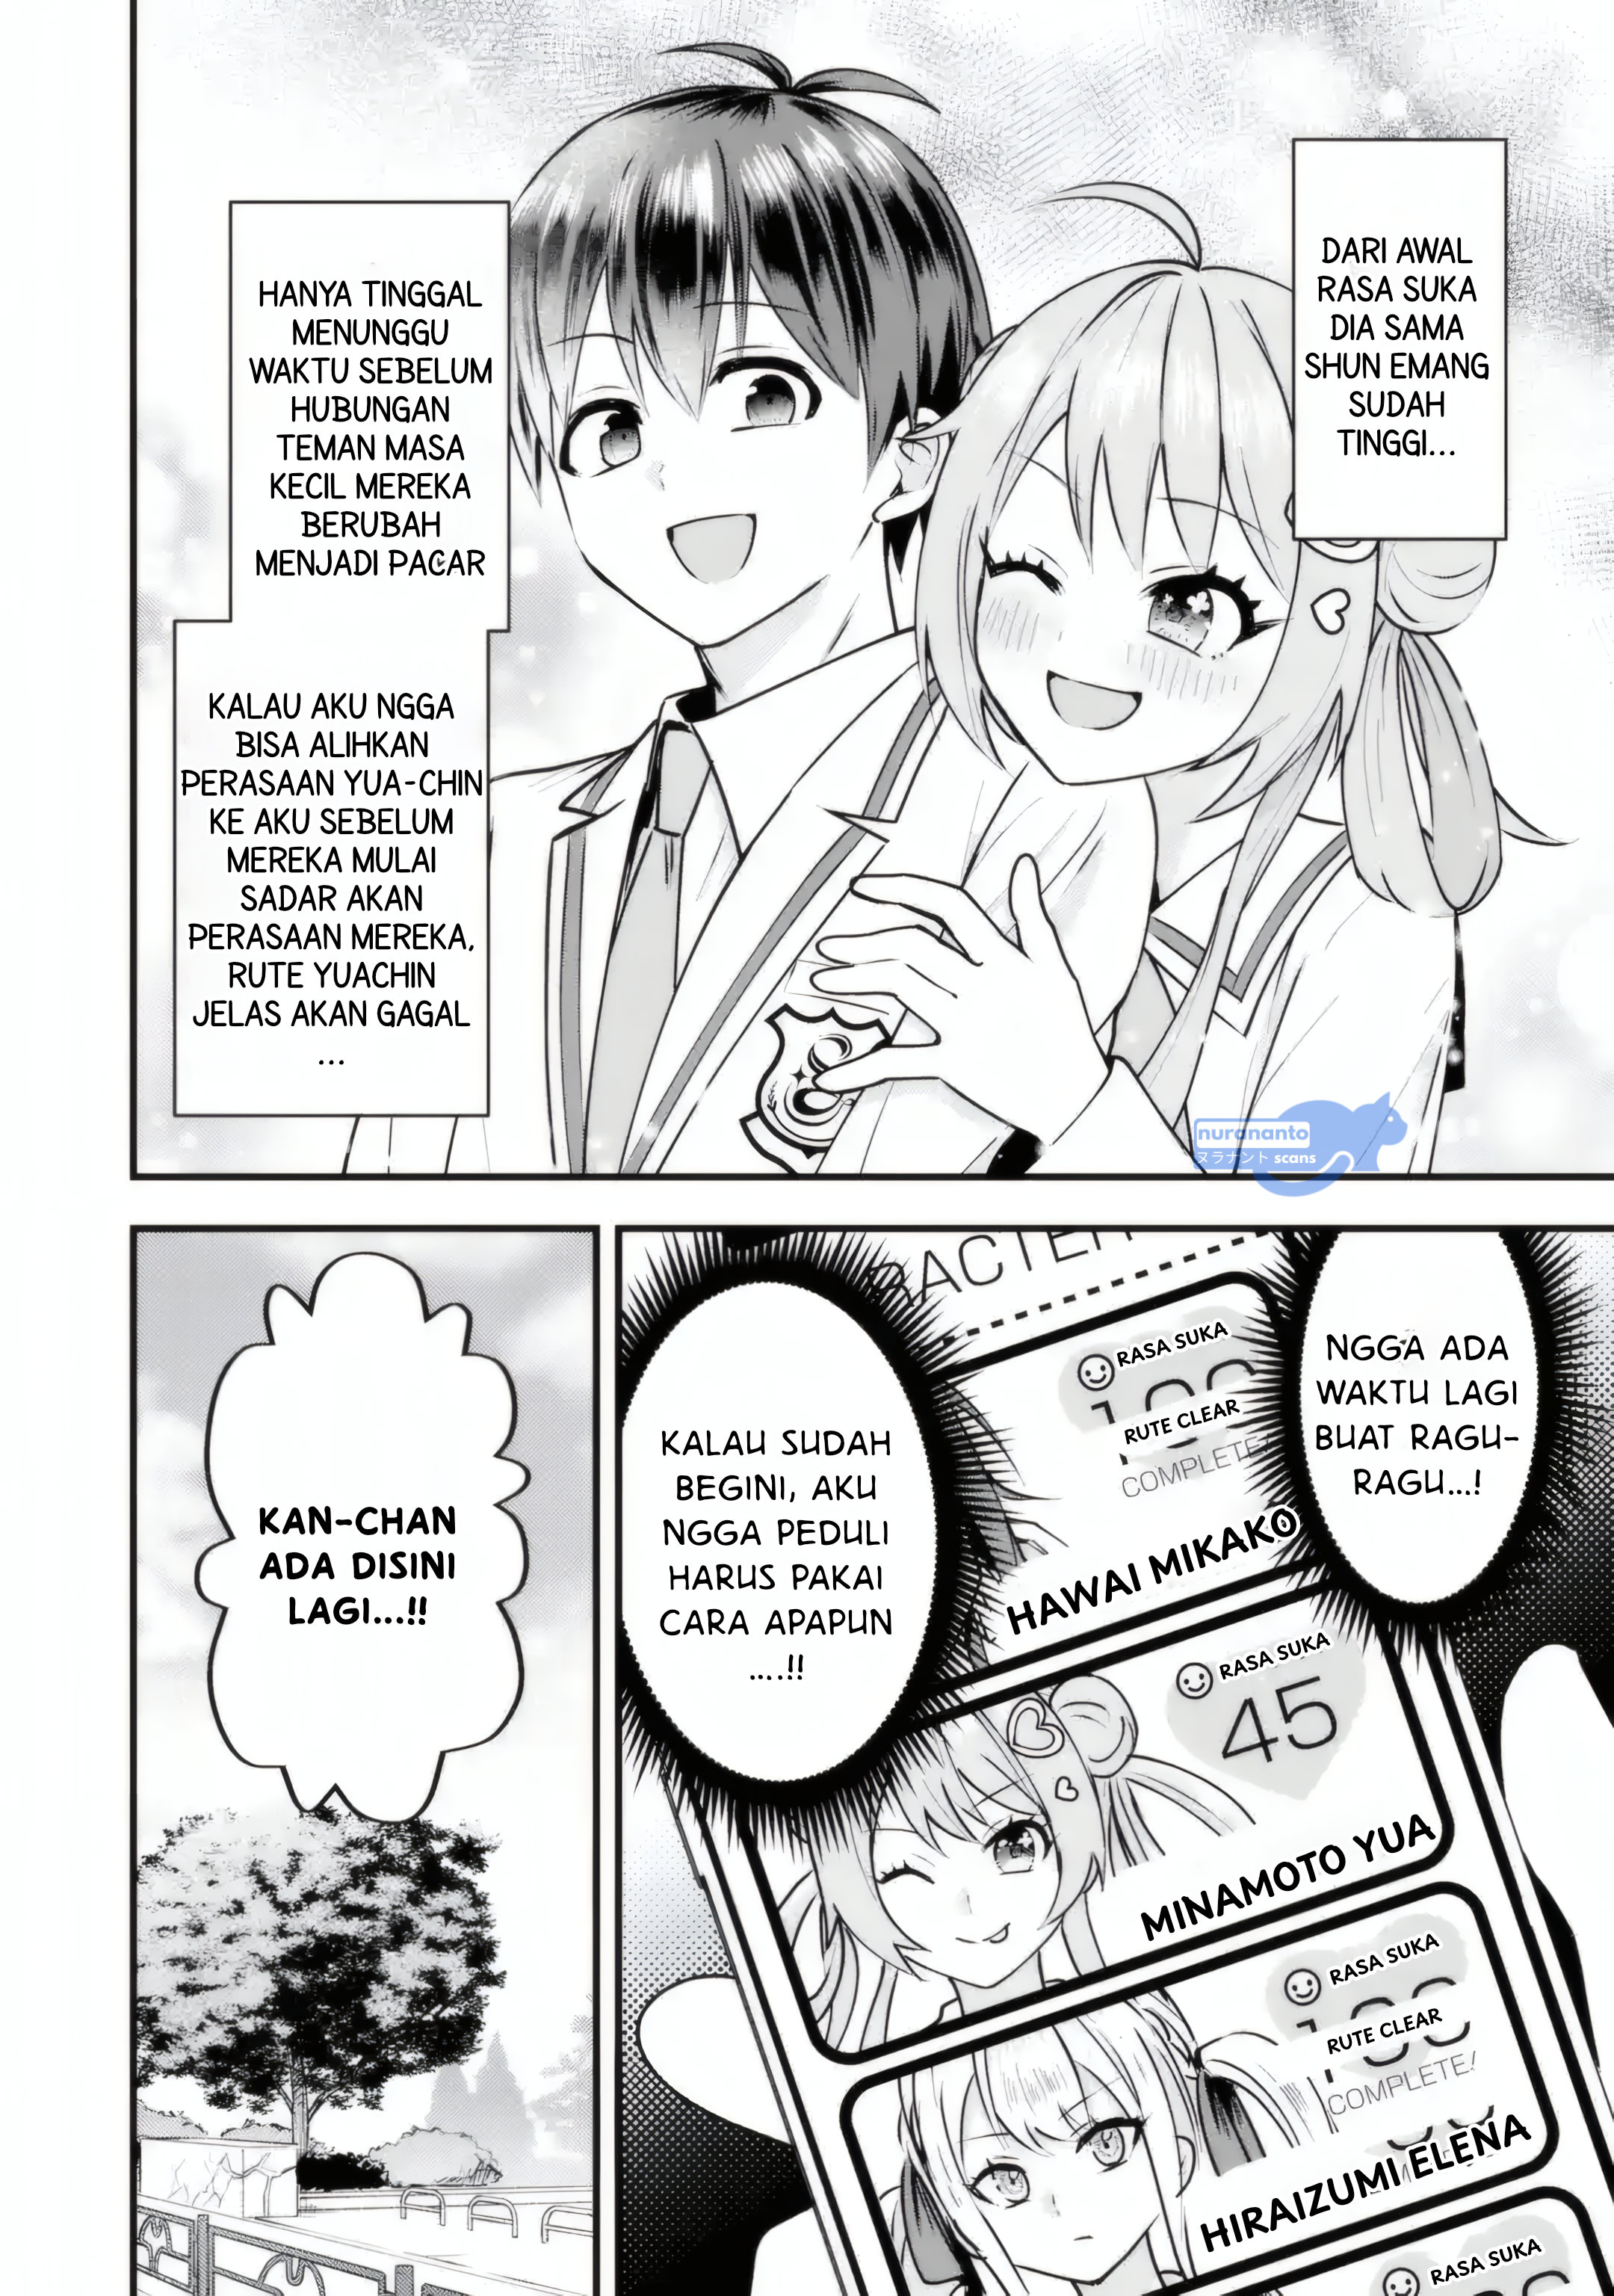 DARI AWAL
RASA SUKA
DIA SAMA
SHUN EMANG
SUDAH
TINGGI...
HANYA TINGGAL
MENUNGGU
WAKTU SEBELUM
HUBUNGAN
TEMAN MASA
KECIL MEREKA
BERUBAH
MENJADI PACAR
KALAU AKU NGGA
BISA ALIHKAN
PERASAAN YUA-CHIN
KE AKU SEBELUM
MEREKA MULAI
SADAR AKAN
PERASAAN MEREKA,
RUTE YUACHIN
JELAS AKAN GAGAL
...
nurananto
ヌラナント scans
NGGA ADA
WAKTU LAGI
BUAT RAGU-
RAGU...!
KALAU SUDAH
BEGINI, AKU
NGGA PEDULI
HARUS PAKAI
CARA APAPUN
....!!
RASA SUKA
RUTE CLEAR
COMPLETE!
HAWAI MIKAKO
RASA SUKA
45
MINAMOTO YUA
RASA SUKA
RUTE CLEAR
COMPLETE!
HIRAIZUMI ELENA
RASA SUKA
KAN-CHAN
ADA DISINI
LAGI...!!